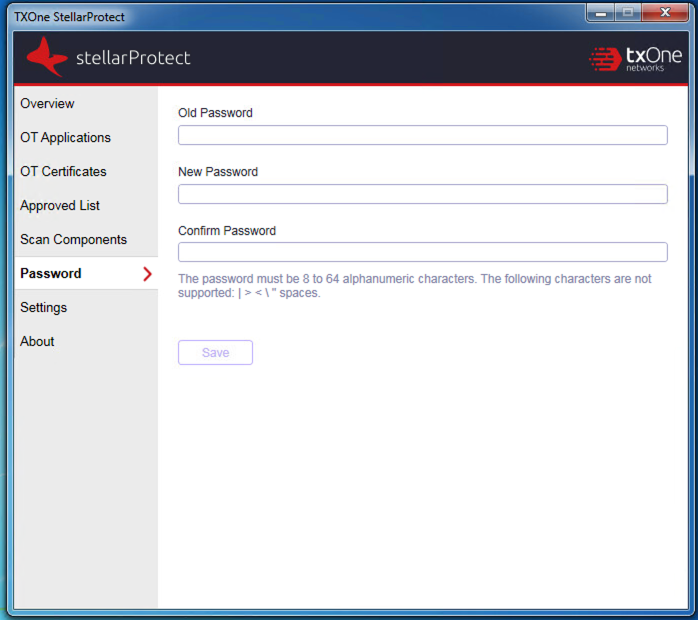 TXOne StellarProtect
stellarProtect
txOne
networks
Overview
OT Applications
OT Certificates
Approved List
Scan Components
Password
Settings
About
Old Password
New Password
Confirm Password
The password must be 8 to 64 alphanumeric characters. The following characters are not
supported: | > < \ " spaces.
Save